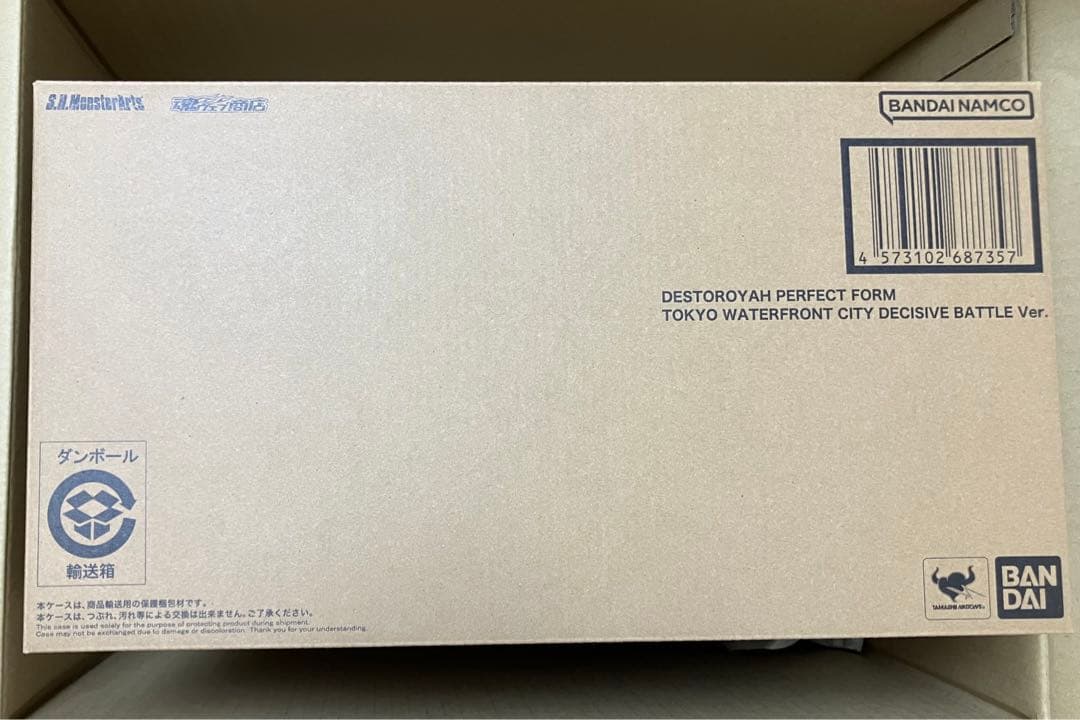 S.H.MonsterArts
魂ウェブ商店
BANDAI NAMCO
4 573102 687357
DESTOROYAH PERFECT FORM
TOKYO WATERFRONT CITY DECISIVE BATTLE Ver.
ダンボール
輸送箱
本ケースは、商品輸送用の保護梱包材です。
本ケースは、つぶれ、汚れ等による交換は出来ません。ご了承ください。
This case is used solely for the purpose of protecting product during shipment.
Case may not be exchanged due to damage or discoloration. Thank you for your understanding.
TAMASHII NATIONS
BAN
DAI